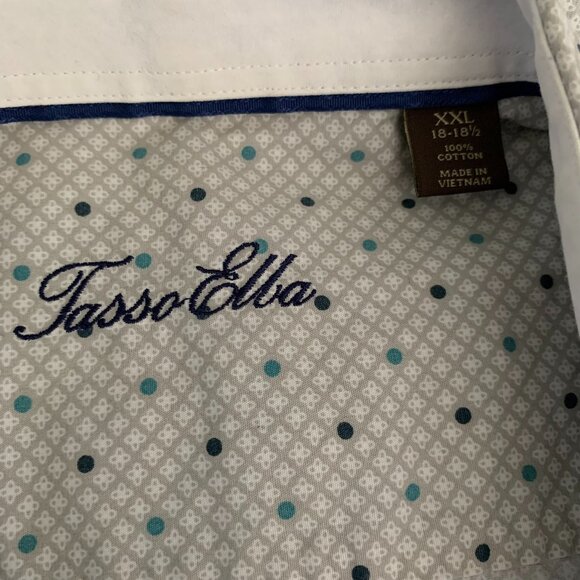 XXL
18-18½
100%
COTTON
MADE IN
VIETNAM
Tasso Elba